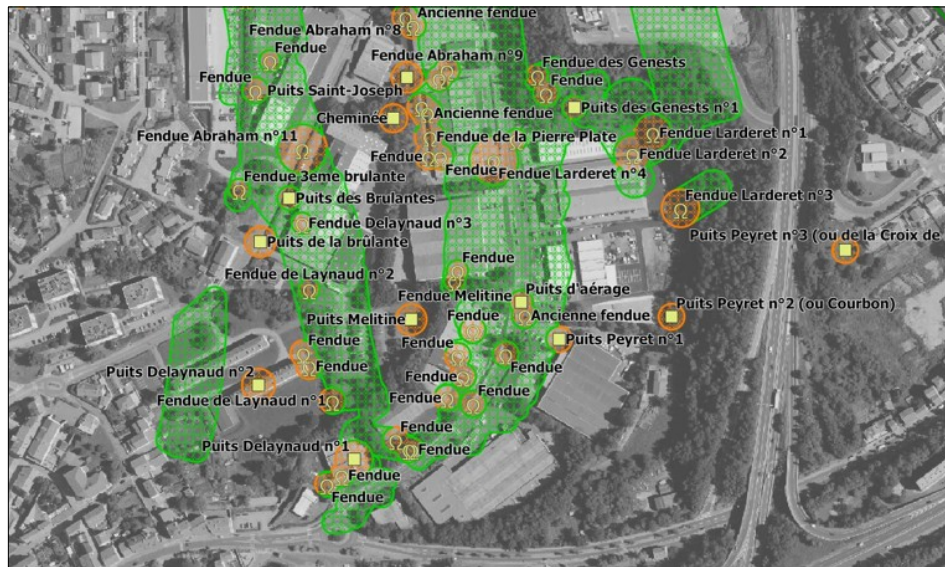 Ancienne fendue
Fendue Abraham n°8
Fendue
Fendue Abraham n°9
Fendue des Genests
Fendue
Puits Saint-Joseph
Fendue
Puits des Genests n°1
Cheminée
Ancienne fendue
Fendue Abraham n°11
Fendue de la Pierre Plate
Fendue Larderet n°1
Fendue
Fendue
Fendue Larderet n°2
Fendue 3eme brulante
Fendue Larderet n°4
Puits des Brulantes
Fendue Larderet n°3
Fendue Delaynaud n°3
Puits Peyret n°3 (ou de la Croix de
Puits de la brûlante
Fendue de Laynaud n°2
Fendue
Puits d'aérage
Fendue Melitine
Puits Melitine
Fendue
Ancienne fendue
Puits Peyret n°2 (ou Courbon)
Fendue
Fendue
Puits Peyret n°1
Puits Delaynaud n°2
Fendue
Fendue
Fendue
Fendue de Laynaud n°1
Fendue
Fendue
Puits Delaynaud n°1
Fendue
Fendue
Fendue
Fendue